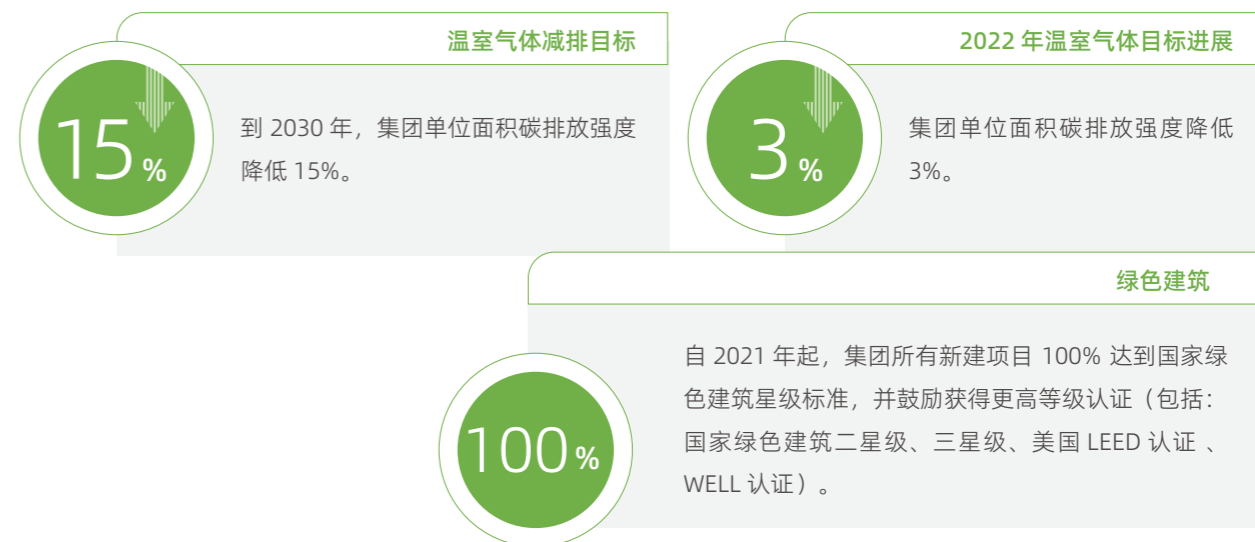 温室气体减排目标
15%
到 2030 年，集团单位面积碳排放强度
降低 15%。
2022 年温室气体目标进展
3%
集团单位面积碳排放强度降低
3%。
绿色建筑
100%
自 2021 年起，集团所有新建项目 100% 达到国家绿
色建筑星级标准，并鼓励获得更高等级认证（包括：
国家绿色建筑二星级、三星级、美国 LEED 认证 、
WELL 认证）。